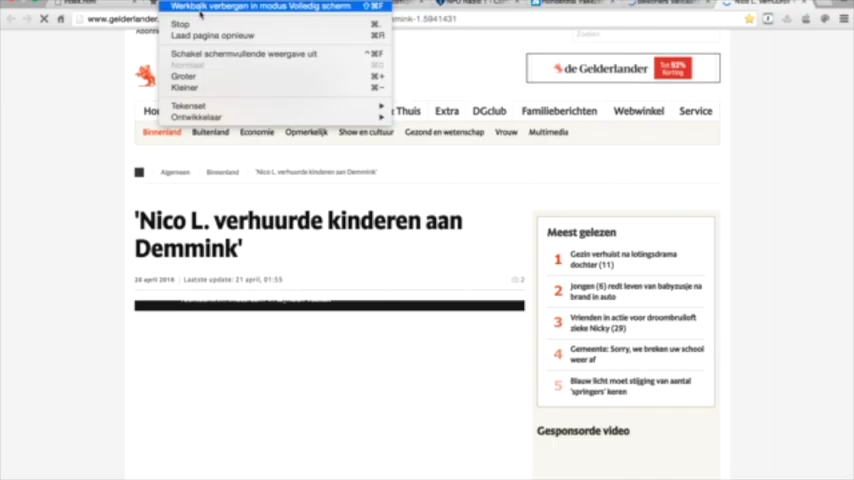 Nico L. verhuurde
www.gelderlander.
mmink-1.5941431
Werkbalk verbergen in modus Volledig scherm ⇧⌘F
Stop ⌘.
Laad pagina opnieuw ⌘R
Schakel schermvullende weergave uit ^⌘F
Normaal ⌘0
Groter ⌘+
Kleiner ⌘−
Tekenset
Ontwikkelaar
Zoeken
de Gelderlander
Tot 52%
Korting
Thuis Extra DGclub Familieberichten Webwinkel Service
Binnenland Buitenland Economie Opmerkelijk Show en cultuur Gezond en wetenschap Vrouw Multimedia
Algemeen Binnenland 'Nico L. verhuurde kinderen aan Demmink'
'Nico L. verhuurde kinderen aan
Demmink'
20 april 2016 | Laatste update: 21 april, 01:55 2
Meest gelezen
1 Gezin verhuist na lotingsdrama
dochter (11)
2 Jongen (6) redt leven van babyzusje na
brand in auto
3 Vrienden in actie voor droombruiloft
zieke Nicky (29)
4 Gemeente: Sorry, we breken uw school
weer af
5 Blauw licht moet stijging van aantal
'springers' keren
Gesponsorde video